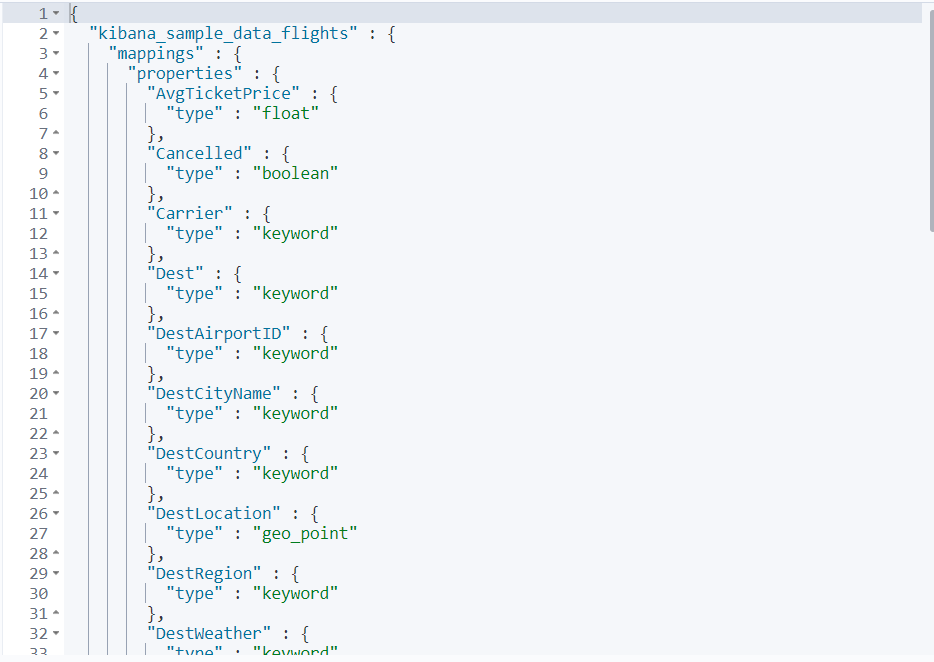 1 {
2 "kibana_sample_data_flights" : {
3 "mappings" : {
4 "properties" : {
5 "AvgTicketPrice" : {
6 "type" : "float"
7 },
8 "Cancelled" : {
9 "type" : "boolean"
10 },
11 "Carrier" : {
12 "type" : "keyword"
13 },
14 "Dest" : {
15 "type" : "keyword"
16 },
17 "DestAirportID" : {
18 "type" : "keyword"
19 },
20 "DestCityName" : {
21 "type" : "keyword"
22 },
23 "DestCountry" : {
24 "type" : "keyword"
25 },
26 "DestLocation" : {
27 "type" : "geo_point"
28 },
29 "DestRegion" : {
30 "type" : "keyword"
31 },
32 "DestWeather" : {
33 "type" : "keyword"